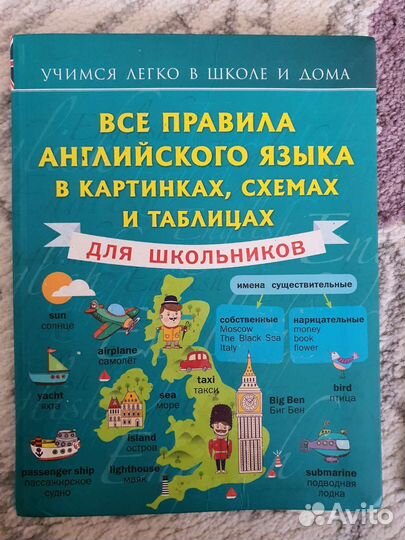 УЧИМСЯ ЛЕГКО В ШКОЛЕ И ДОМА
ВСЕ ПРАВИЛА
АНГЛИЙСКОГО ЯЗЫКА
В КАРТИНКАХ, СХЕМАХ
И ТАБЛИЦАХ
ДЛЯ ШКОЛЬНИКОВ
имена существительные
собственные
Moscow
The Black Sea
Italy
нарицательные
money
book
flower
sun
солнце
airplane
самолёт
yacht
яхта
sea
море
taxi
такси
Big Ben
Биг Бен
bird
птица
island
остров
passenger ship
пассажирское
судно
lighthouse
маяк
submarine
подводная
лодка
Avito